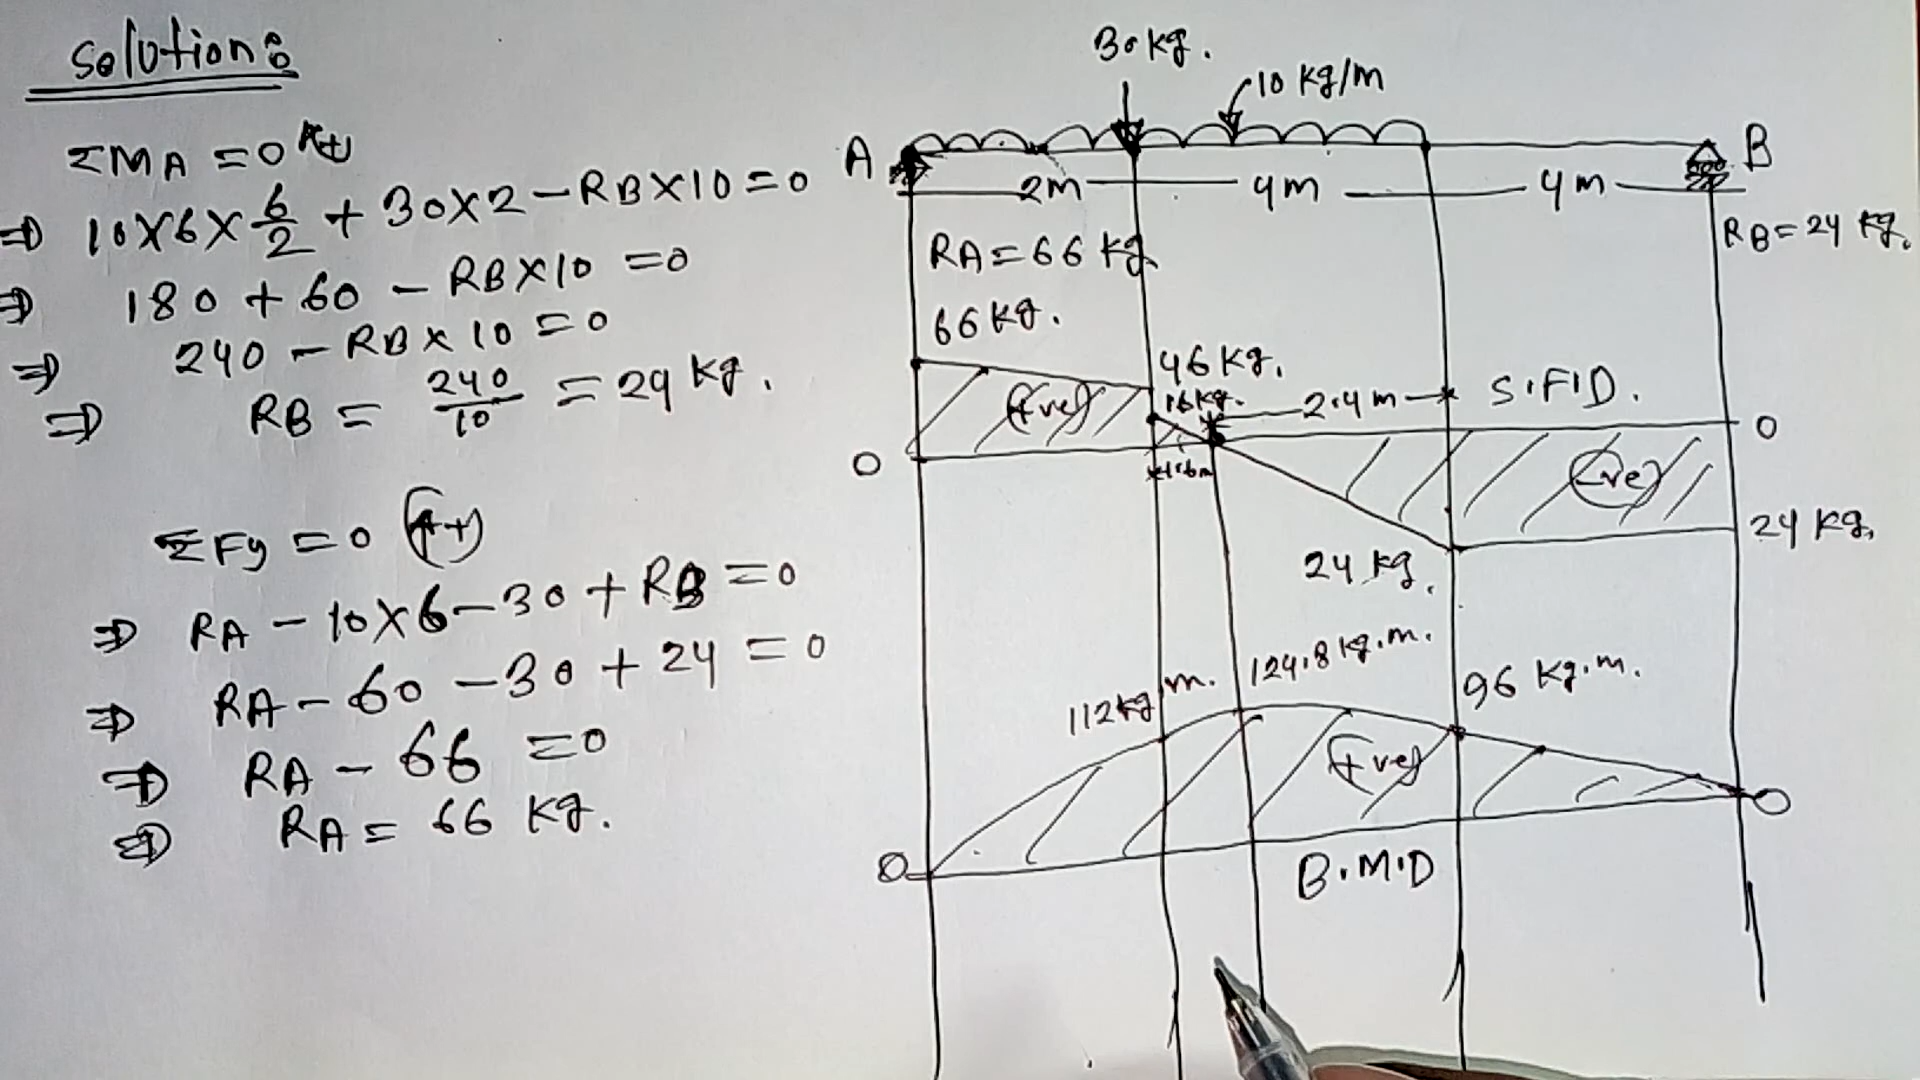 Solution:
ΣMA = 0 ↷+
⇒ 10×6×6/2 + 30×2 - RB×10 = 0
⇒ 180 + 60 - RB×10 = 0
⇒ 240 - RB×10 = 0
⇒ RB = 240/10 = 24 kg.
ΣFy = 0 (↑+)
⇒ RA - 10×6 - 30 + RB = 0
⇒ RA - 60 - 30 + 24 = 0
⇒ RA - 66 = 0
⇒ RA = 66 kg.
30 kg.
10 kg/m
A
B
2m
4m
4m
RA = 66 kg.
RB = 24 kg.
66 kg.
46 kg.
16 kg.
2.4m
S.F.D.
(+ve)
0
0
1.6m
(-ve)
24 kg.
24 kg.
112 kg m.
124.8 kg.m.
96 kg.m.
(+ve)
0
0
B.M.D